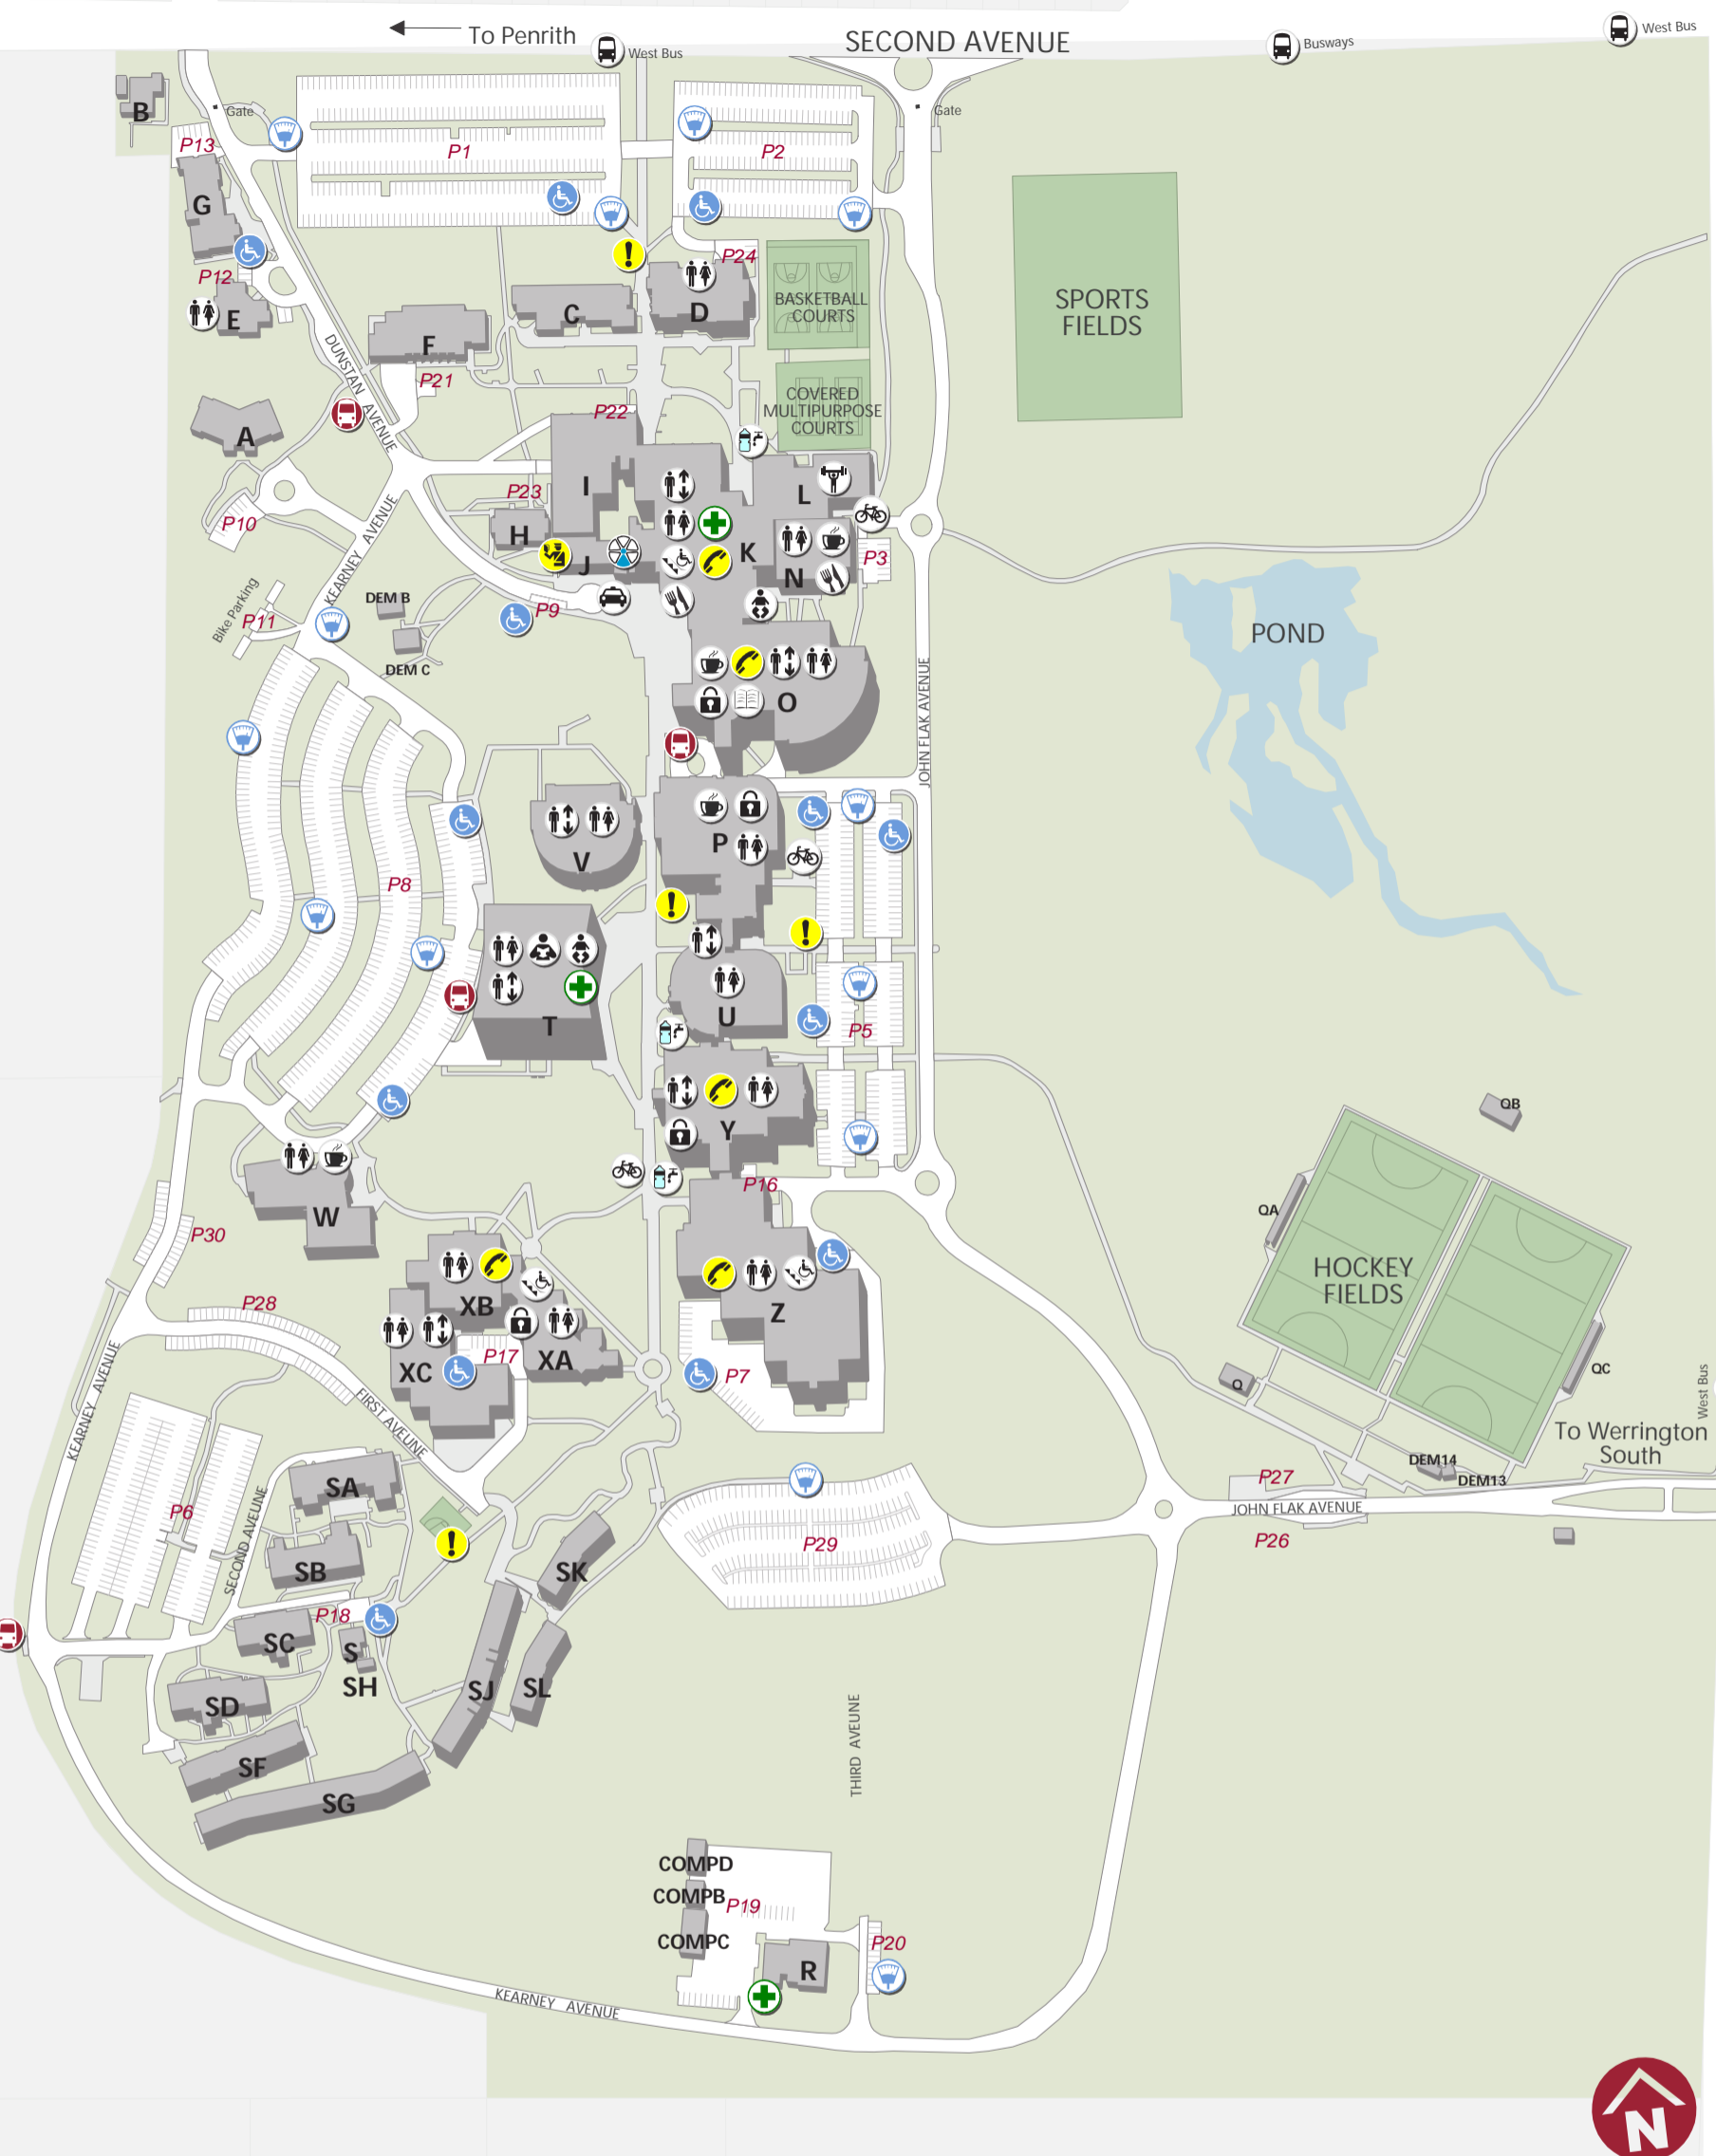 To Penrith
West Bus
SECOND AVENUE
Busways
West Bus
B
Gate
Gate
P13
P1
P2
G
P12
P24
E
C
D
BASKETBALL
COURTS
SPORTS
FIELDS
F
DUNSTAN AVENUE
P21
COVERED
MULTIPURPOSE
COURTS
A
P22
I
L
P23
P10
H
J
K
N
P3
KEARNEY AVENUE
Bike Parking
P11
DEM B
P9
DEM C
POND
O
JOHN FLAK AVENUE
P
V
P8
T
U
P5
Y
QB
P16
QA
W
P30
HOCKEY
FIELDS
Z
P28
XB
XC
P17
XA
P7
Q
QC
West Bus
KEARNEY AVENUE
FIRST AVEUNE
To Werrington
South
DEM14
DEM13
P27
JOHN FLAK AVENUE
P26
SA
P6
SECOND AVEUNE
SB
SK
P29
P18
SC
S
SH
SD
SJ
SL
THIRD AVEUNE
SF
SG
COMPD
COMPB
P19
COMPC
P20
R
KEARNEY AVENUE
N